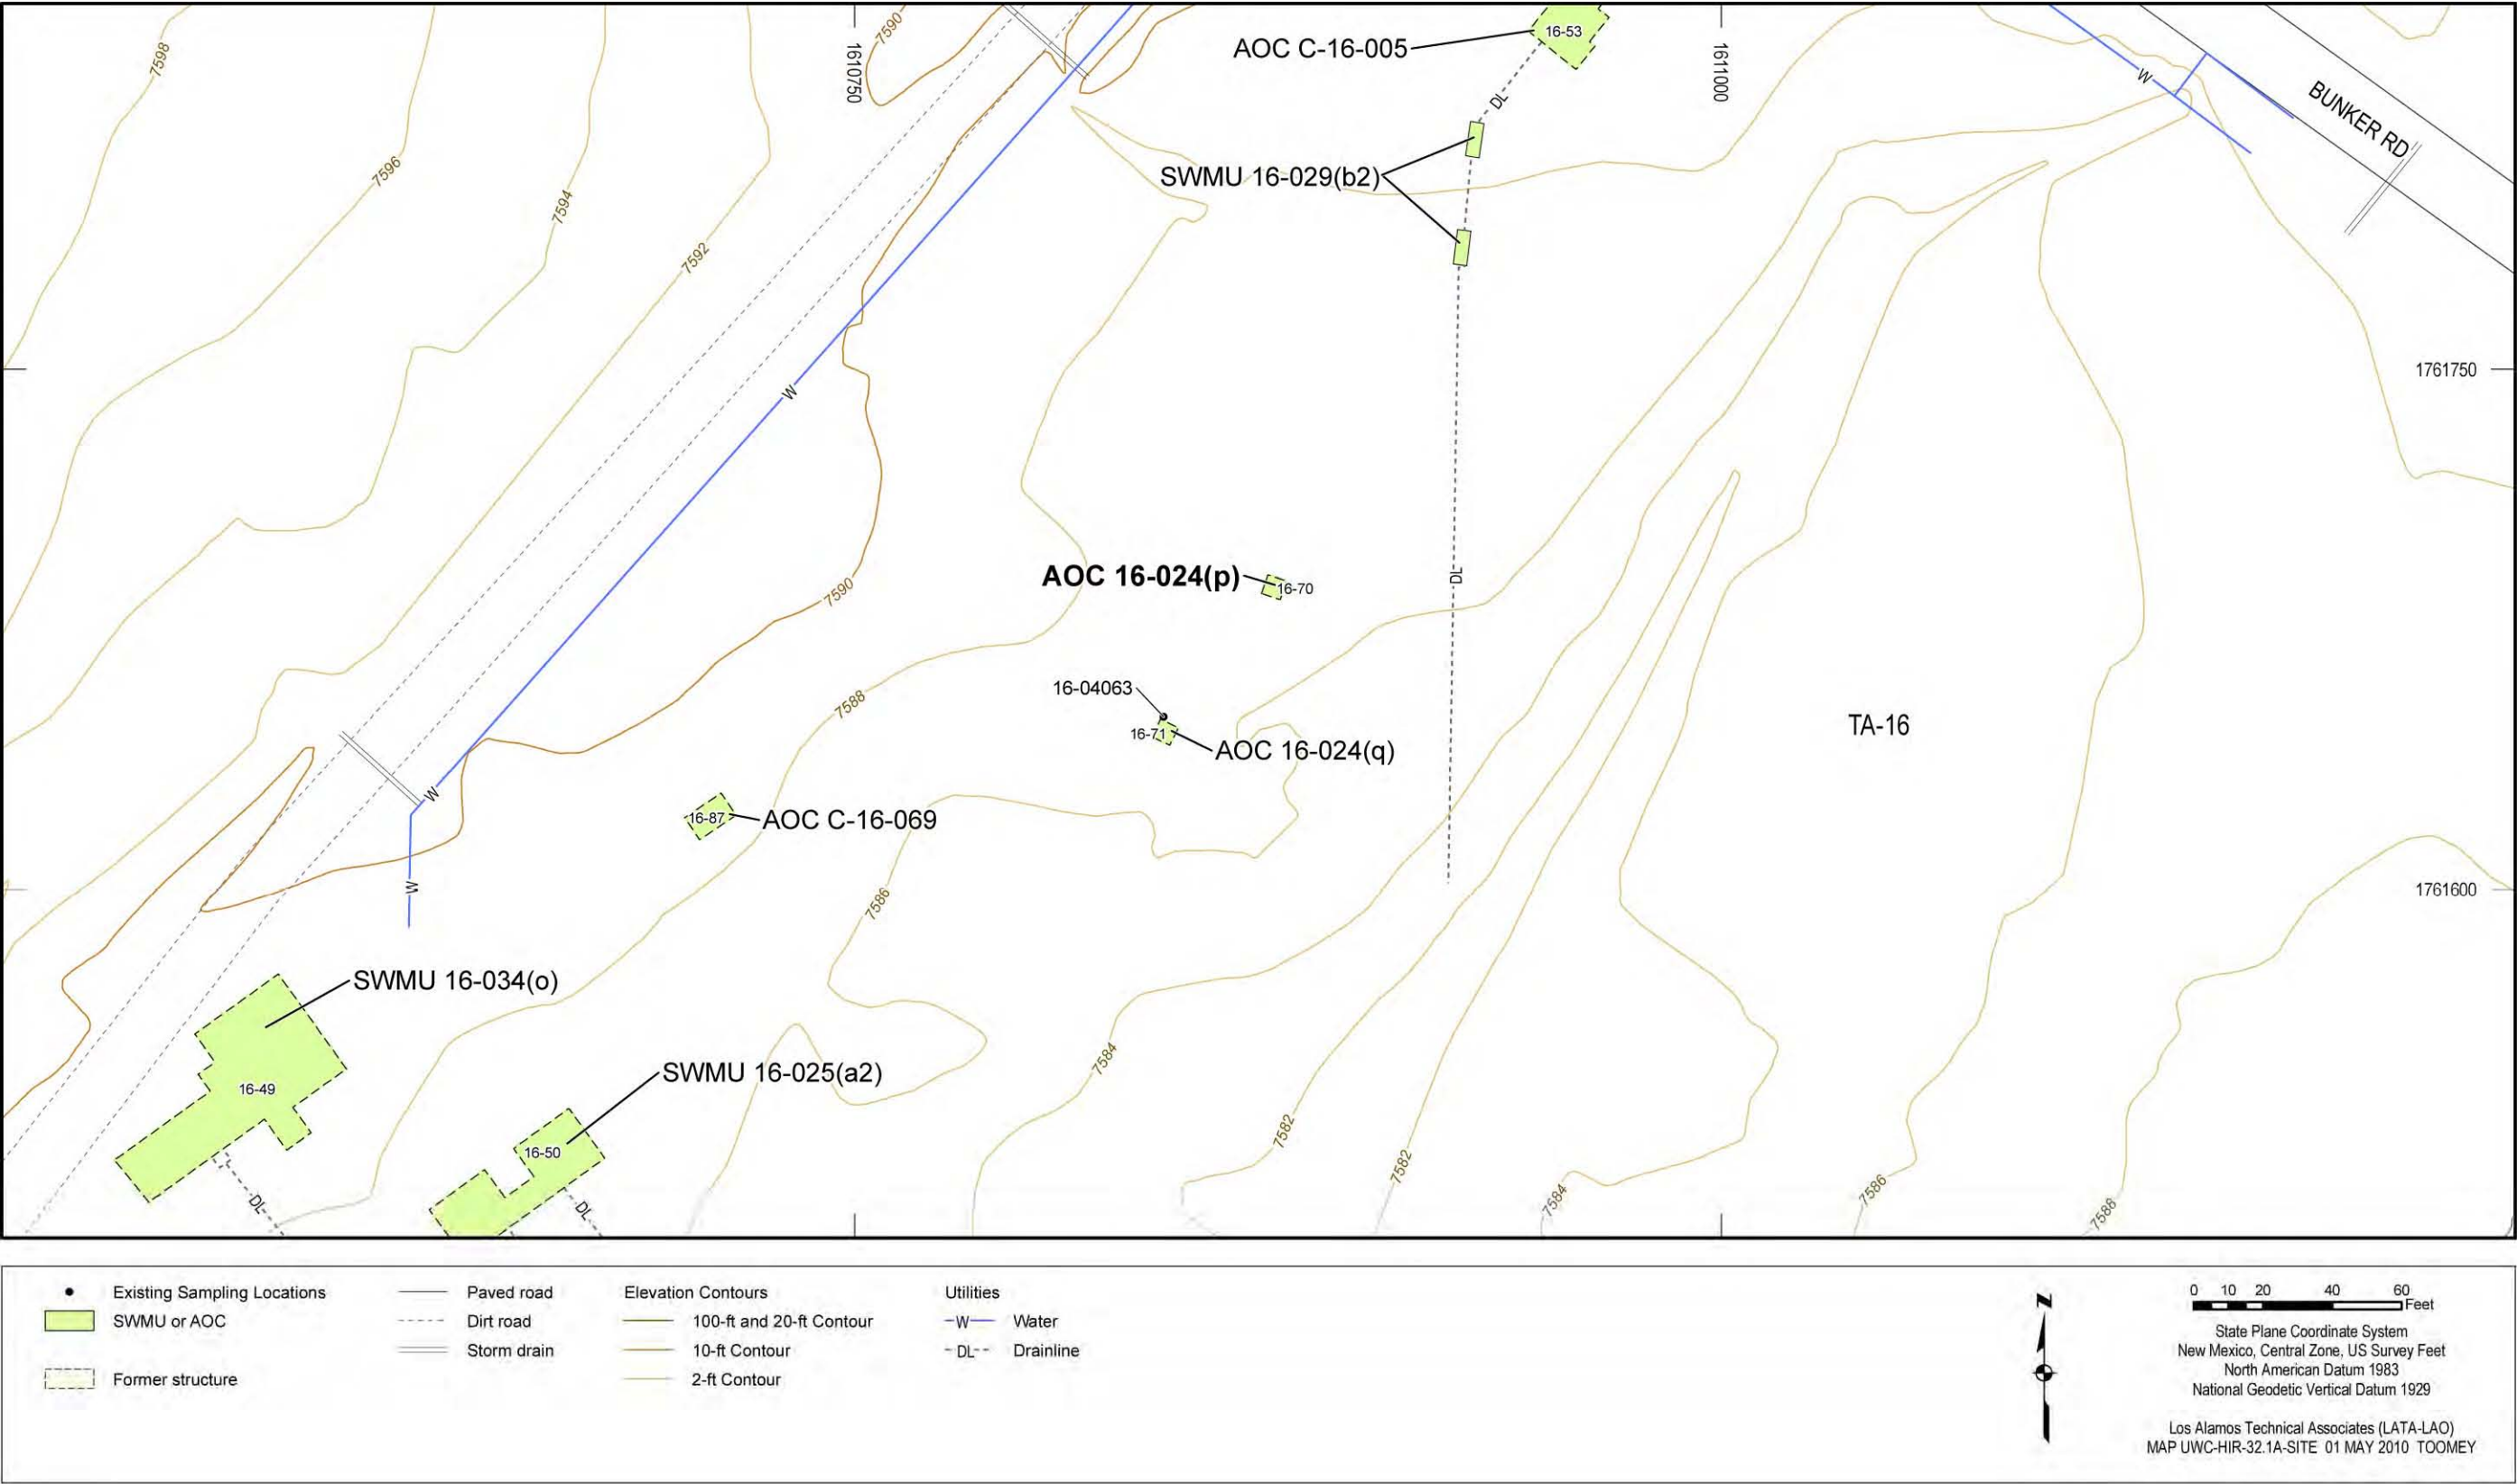 7598
7590
1610750
AOC C-16-005
16-53
1611000
W
BUNKER RD
DL
7596
SWMU 16-029(b2)
7594
7592
1761750
W
AOC 16-024(p)
16-70
DL
7590
16-04063
7588
16-71
AOC 16-024(q)
TA-16
W
16-87
AOC C-16-069
W
7586
1761600
SWMU 16-034(o)
7584
SWMU 16-025(a2)
16-49
7582
16-50
7582
DL
DL
7584
7586
7588
Existing Sampling Locations
SWMU or AOC
Former structure
Paved road
Dirt road
Storm drain
Elevation Contours
100-ft and 20-ft Contour
10-ft Contour
2-ft Contour
Utilities
W Water
DL Drainline
N
0 10 20 40 60
Feet
State Plane Coordinate System
New Mexico, Central Zone, US Survey Feet
North American Datum 1983
National Geodetic Vertical Datum 1929
Los Alamos Technical Associates (LATA-LAO)
MAP UWC-HIR-32.1A-SITE 01 MAY 2010 TOOMEY